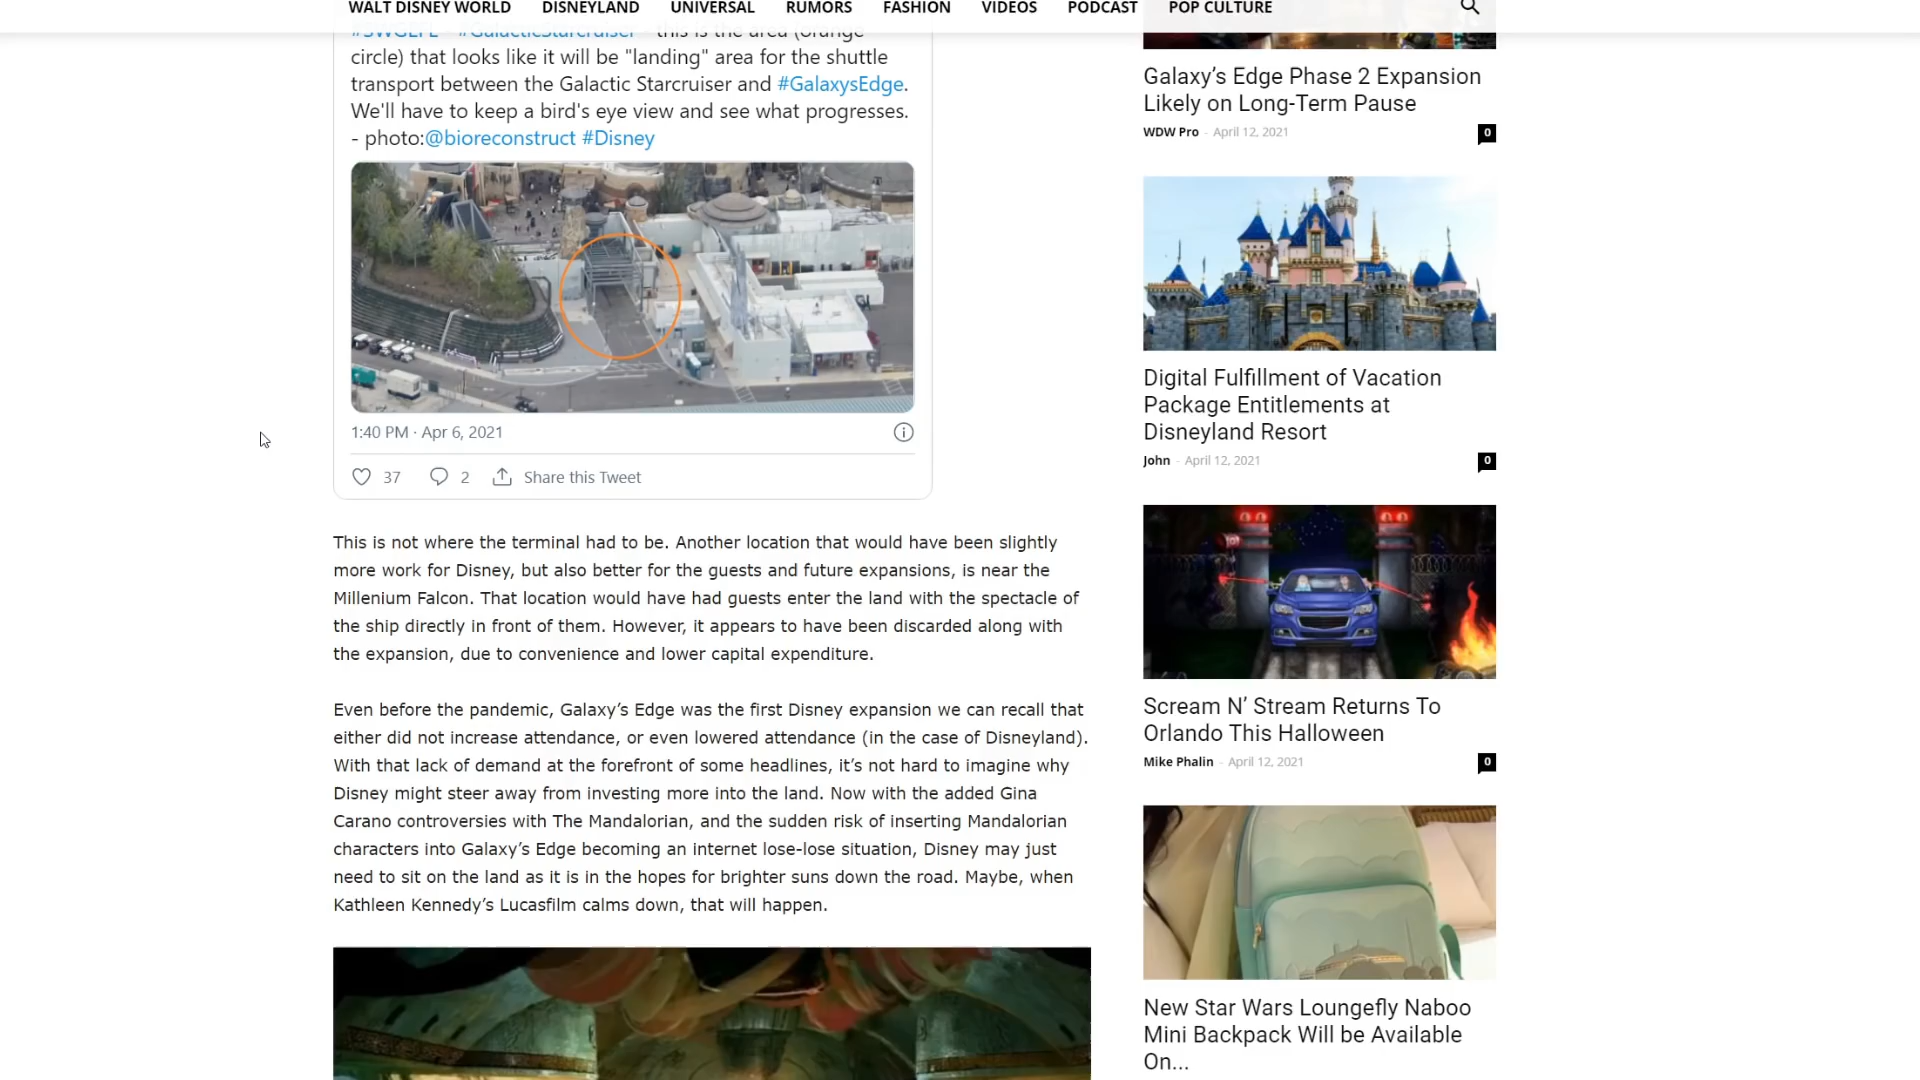 WALT DISNEY WORLD DISNEYLAND UNIVERSAL RUMORS FASHION VIDEOS PODCAST POP CULTURE
#SWGEFL - #GalacticStarcruiser - this is the area (orange
circle) that looks like it will be "landing" area for the shuttle
transport between the Galactic Starcruiser and #GalaxysEdge.
We'll have to keep a bird's eye view and see what progresses.
- photo:@bioreconstruct #Disney
1:40 PM · Apr 6, 2021
37 2 Share this Tweet
This is not where the terminal had to be. Another location that would have been slightly
more work for Disney, but also better for the guests and future expansions, is near the
Millenium Falcon. That location would have had guests enter the land with the spectacle of
the ship directly in front of them. However, it appears to have been discarded along with
the expansion, due to convenience and lower capital expenditure.
Even before the pandemic, Galaxy’s Edge was the first Disney expansion we can recall that
either did not increase attendance, or even lowered attendance (in the case of Disneyland).
With that lack of demand at the forefront of some headlines, it’s not hard to imagine why
Disney might steer away from investing more into the land. Now with the added Gina
Carano controversies with The Mandalorian, and the sudden risk of inserting Mandalorian
characters into Galaxy’s Edge becoming an internet lose-lose situation, Disney may just
need to sit on the land as it is in the hopes for brighter suns down the road. Maybe, when
Kathleen Kennedy’s Lucasfilm calms down, that will happen.
Galaxy’s Edge Phase 2 Expansion
Likely on Long-Term Pause
WDW Pro - April 12, 2021 0
Digital Fulfillment of Vacation
Package Entitlements at
Disneyland Resort
John - April 12, 2021 0
Scream N’ Stream Returns To
Orlando This Halloween
Mike Phalin - April 12, 2021 0
New Star Wars Loungefly Naboo
Mini Backpack Will be Available
On...